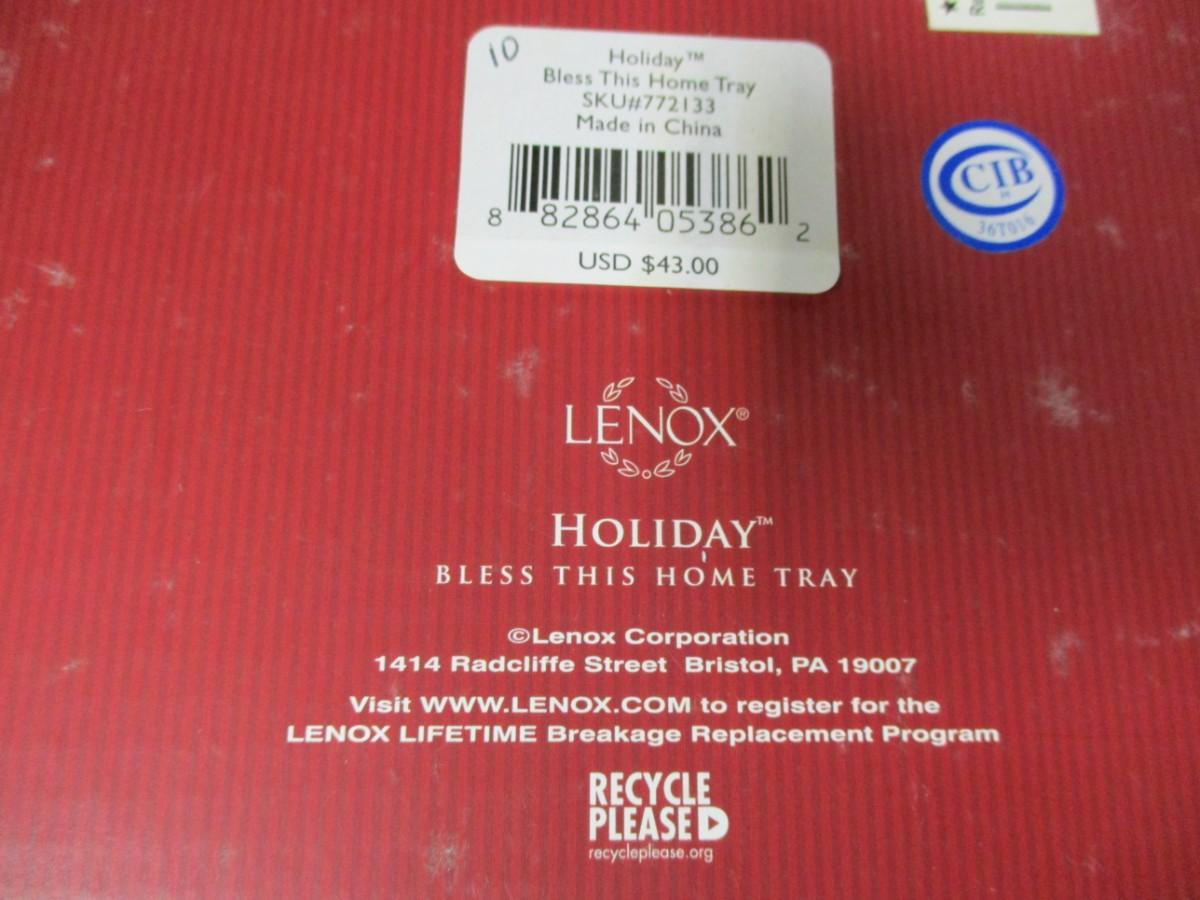 10
Holiday™
Bless This Home Tray
SKU#772133
Made in China
8 82864 05386 2
USD $43.00
CIB
36T016
LENOX®
HOLIDAY™
BLESS THIS HOME TRAY
©Lenox Corporation
1414 Radcliffe Street Bristol, PA 19007
Visit WWW.LENOX.COM to register for the
LENOX LIFETIME Breakage Replacement Program
RECYCLE
PLEASE
recycleplease.org